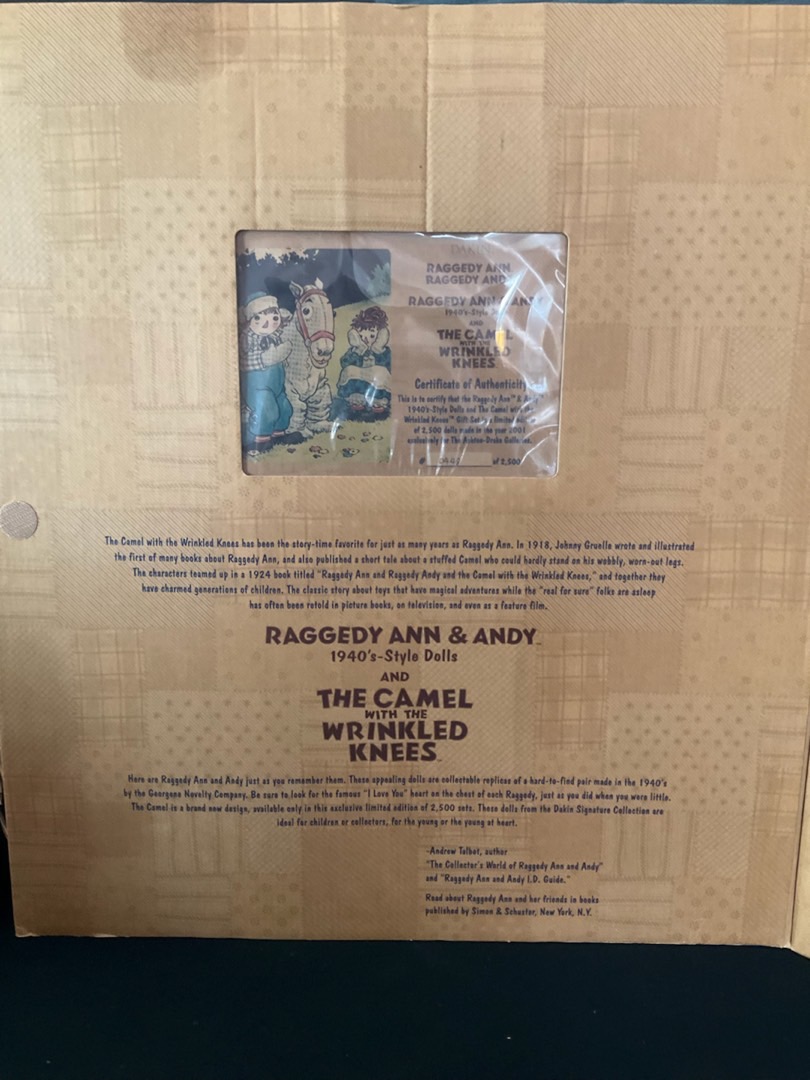 RAGGEDY ANN
RAGGEDY AND
RAGGEDY ANN & ANDY
1940's-Style
AND
THE CAMEL
WITH THE
WRINKLED
KNEES
Certificate of Authenticity
This is to certify that the Raggedy Ann™ & Andy™
1940's-Style Dolls and The Camel with the
Wrinkled Knees™ Gift Set is a limited edition
of 2,500 dolls made in the year 2001
exclusively for The Ashton-Drake Galleries.
# of 2,500
The Camel with the Wrinkled Knees has been the story-time favorite for just as many years as Raggedy Ann. In 1918, Johnny Gruelle wrote and illustrated
the first of many books about Raggedy Ann, and also published a short tale about a stuffed Camel who could hardly stand on his wobbly, worn-out legs.
The characters teamed up in a 1924 book titled "Raggedy Ann and Raggedy Andy and the Camel with the Wrinkled Knees," and together they
have charmed generations of children. The classic story about toys that have magical adventures while the "real for sure" folks are asleep
has often been retold in picture books, on television, and even as a feature film.
RAGGEDY ANN & ANDY™
1940's-Style Dolls
AND
THE CAMEL
WITH THE
WRINKLED
KNEES™
Here are Raggedy Ann and Andy just as you remember them. These appealing dolls are collectable replicas of a hard-to-find pair made in the 1940's
by the Georgene Novelty Company. Be sure to look for the famous "I Love You" heart on the chest of each Raggedy, just as you did when you were little.
The Camel is a brand new design, available only in this exclusive limited edition of 2,500 sets. These dolls from the Dakin Signature Collection are
ideal for children or collectors, for the young or the young at heart.
-Andrew Tabbat, author
"The Collector's World of Raggedy Ann and Andy"
and "Raggedy Ann and Andy I.D. Guide."
Read about Raggedy Ann and her friends in books
published by Simon & Schuster, New York, N.Y.